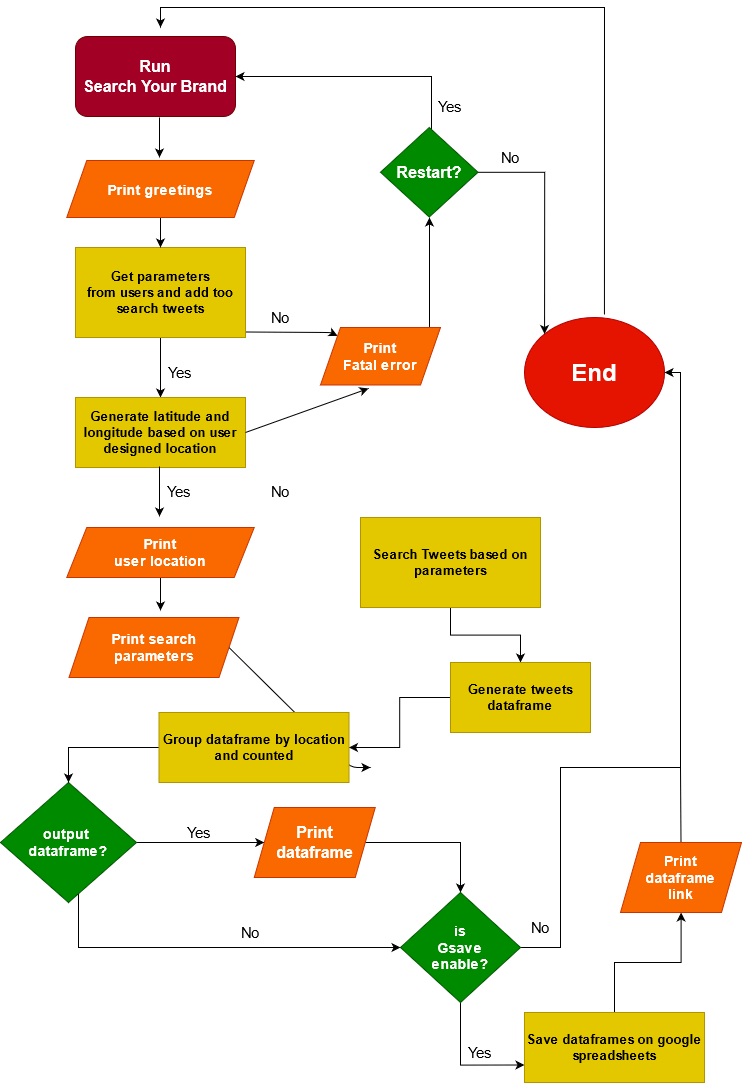 Run
Search Your Brand
Yes
Restart?
No
Print greetings
Get parameters
from users and add too
search tweets
No
Print
Fatal error
End
Yes
Generate latitude and
longitude based on user
designed location
Yes
No
Print
user location
Search Tweets based on
parameters
Print search
parameters
Generate tweets
dataframe
Group dataframe by location
and counted
output
dataframe?
Yes
Print
dataframe
Print
dataframe
link
No
is
Gsave
enable?
No
Yes
Save dataframes on google
spreadsheets